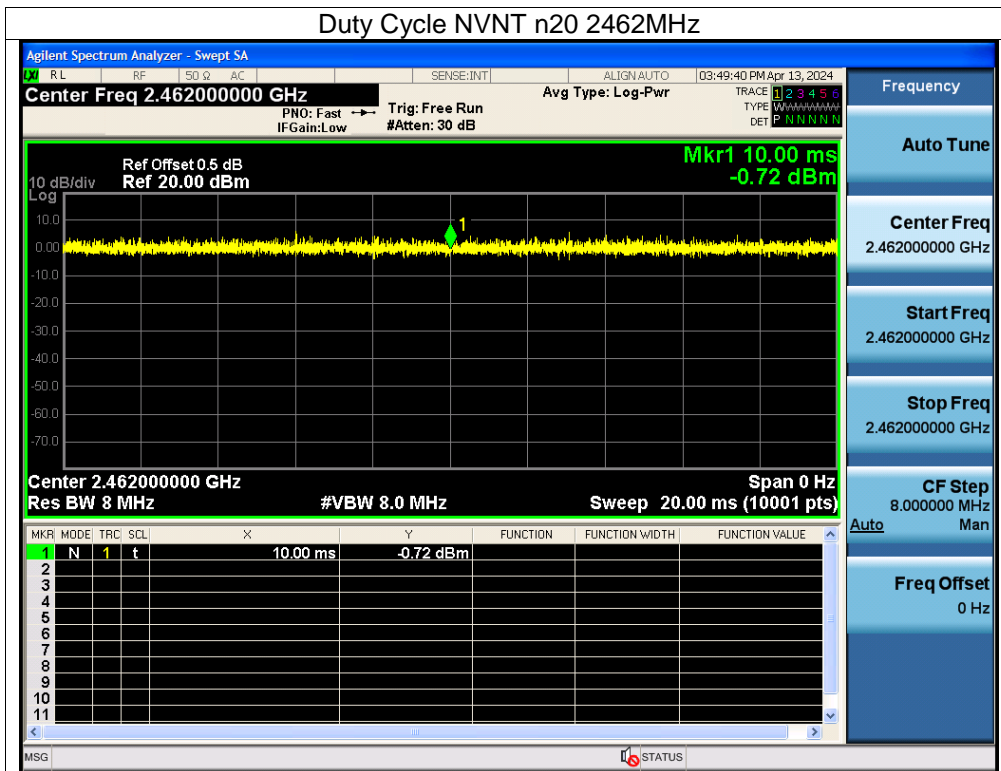 Duty Cycle NVNT n20 2462MHz
Agilent Spectrum Analyzer - Swept SA
LXI RL RF 50 Ω AC SENSE:INT ALIGN AUTO 03:49:40 PM Apr 13, 2024
Center Freq 2.462000000 GHz
PNO: Fast
IFGain:Low
Trig: Free Run
#Atten: 30 dB
Avg Type: Log-Pwr
TRACE 1 2 3 4 5 6
TYPE WWWWWW
DET P N N N N N
Ref Offset 0.5 dB
10 dB/div Ref 20.00 dBm
Log
Mkr1 10.00 ms
-0.72 dBm
10.0
0.00
-10.0
-20.0
-30.0
-40.0
-50.0
-60.0
-70.0
1
Center 2.462000000 GHz Span 0 Hz
Res BW 8 MHz #VBW 8.0 MHz Sweep 20.00 ms (10001 pts)
MKR MODE TRC SCL X Y FUNCTION FUNCTION WIDTH FUNCTION VALUE
1 N 1 t 10.00 ms -0.72 dBm
2
3
4
5
6
7
8
9
10
11
MSG STATUS
Frequency
Auto Tune
Center Freq
2.462000000 GHz
Start Freq
2.462000000 GHz
Stop Freq
2.462000000 GHz
CF Step
8.000000 MHz
Auto Man
Freq Offset
0 Hz